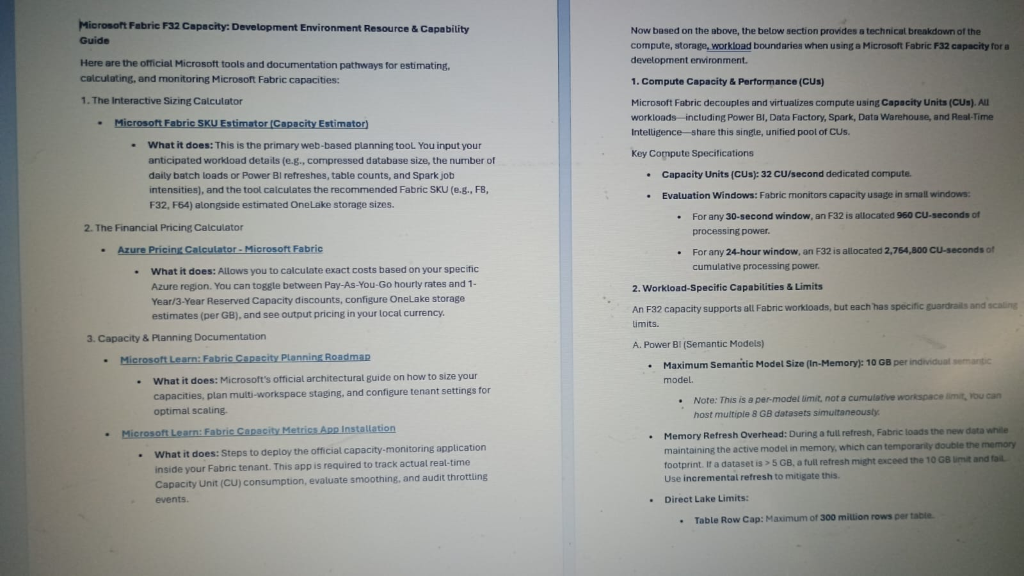 Microsoft Fabric F32 Capacity: Development Environment Resource & Capability
Guide
Here are the official Microsoft tools and documentation pathways for estimating,
calculating, and monitoring Microsoft Fabric capacities:
1. The Interactive Sizing Calculator
• Microsoft Fabric SKU Estimator (Capacity Estimator)
• What it does: This is the primary web-based planning tool. You input your
anticipated workload details (e.g., compressed database size, the number of
daily batch loads or Power BI refreshes, table counts, and Spark job
intensities), and the tool calculates the recommended Fabric SKU (e.g., F8,
F32, F64) alongside estimated OneLake storage sizes.
2. The Financial Pricing Calculator
• Azure Pricing Calculator - Microsoft Fabric
• What it does: Allows you to calculate exact costs based on your specific
Azure region. You can toggle between Pay-As-You-Go hourly rates and 1-
Year/3-Year Reserved Capacity discounts, configure OneLake storage
estimates (per GB), and see output pricing in your local currency.
3. Capacity & Planning Documentation
• Microsoft Learn: Fabric Capacity Planning Roadmap
• What it does: Microsoft's official architectural guide on how to size your
capacities, plan multi-workspace staging, and configure tenant settings for
optimal scaling.
• Microsoft Learn: Fabric Capacity Metrics App Installation
• What it does: Steps to deploy the official capacity-monitoring application
inside your Fabric tenant. This app is required to track actual real-time
Capacity Unit (CU) consumption, evaluate smoothing, and audit throttling
events.
Now based on the above, the below section provides a technical breakdown of the
compute, storage, workload boundaries when using a Microsoft Fabric F32 capacity for a
development environment.
1. Compute Capacity & Performance (CUs)
Microsoft Fabric decouples and virtualizes compute using Capacity Units (CUs). All
workloads—including Power BI, Data Factory, Spark, Data Warehouse, and Real-Time
Intelligence—share this single, unified pool of CUs.
Key Compute Specifications
• Capacity Units (CUs): 32 CU/second dedicated compute.
• Evaluation Windows: Fabric monitors capacity usage in small windows:
• For any 30-second window, an F32 is allocated 960 CU-seconds of
processing power.
• For any 24-hour window, an F32 is allocated 2,764,800 CU-seconds of
cumulative processing power.
2. Workload-Specific Capabilities & Limits
An F32 capacity supports all Fabric workloads, but each has specific guardrails and scaling
limits.
A. Power BI (Semantic Models)
• Maximum Semantic Model Size (In-Memory): 10 GB per individual semantic
model.
• Note: This is a per-model limit, not a cumulative workspace limit. You can
host multiple 8 GB datasets simultaneously.
• Memory Refresh Overhead: During a full refresh, Fabric loads the new data while
maintaining the active model in memory, which can temporarily double the memory
footprint. If a dataset is > 5 GB, a full refresh might exceed the 10 GB limit and fail.
Use incremental refresh to mitigate this.
• Direct Lake Limits:
• Table Row Cap: Maximum of 300 million rows per table.